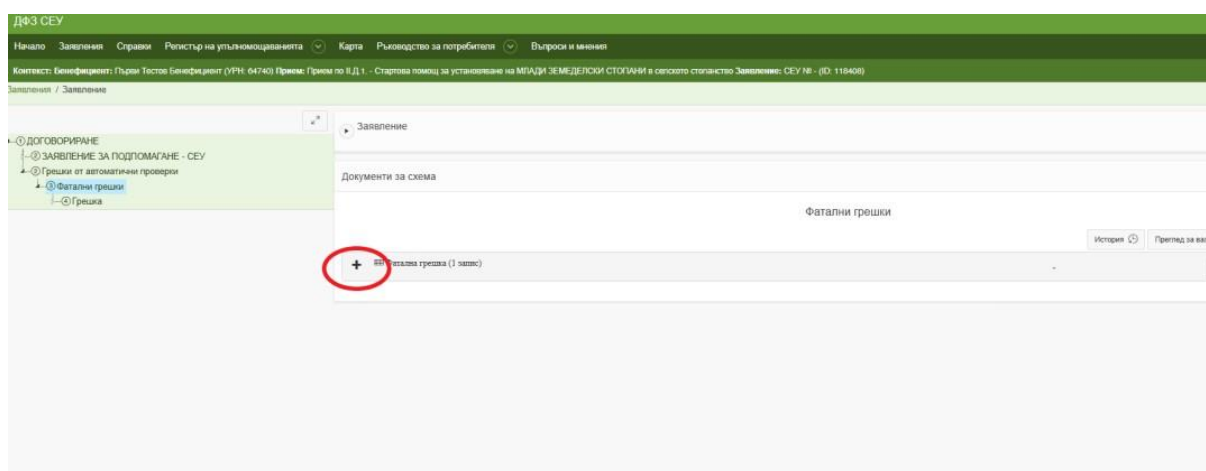 ДФЗ СЕУ
Начало Заявления Справки Регистър на упълномощаванията Карта Ръководство за потребителя Въпроси и мнения
Контекст: Бенефициент: Първи Тестов Бенефициент (УРН: 64740) Прием: Прием по II.Д.1. - Стартова помощ за установяване на МЛАДИ ЗЕМЕДЕЛСКИ СТОПАНИ в селското стопанство Заявление: СЕУ № - (ID: 118408)
Заявления / Заявление
Заявление
1 ДОГОВОРИРАНЕ
2 ЗАЯВЛЕНИЕ ЗА ПОДПОМАГАНЕ - СЕУ
2 Грешки от автоматични проверки
3 Фатални грешки
4 Грешка
Документи за схема
Фатални грешки
История Преглед за
Фатална грешка (1 запис)